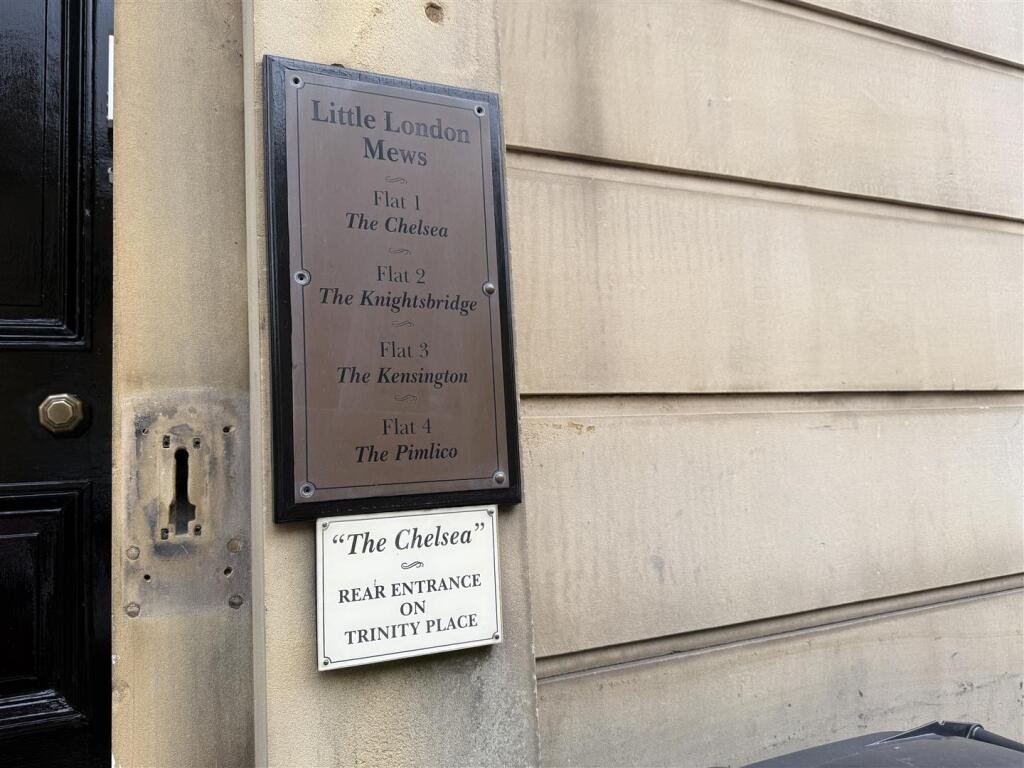 Little London
Mews
Flat 1
The Chelsea
Flat 2
The Knightsbridge
Flat 3
The Kensington
Flat 4
The Pimlico
“The Chelsea”
REAR ENTRANCE
ON
TRINITY PLACE